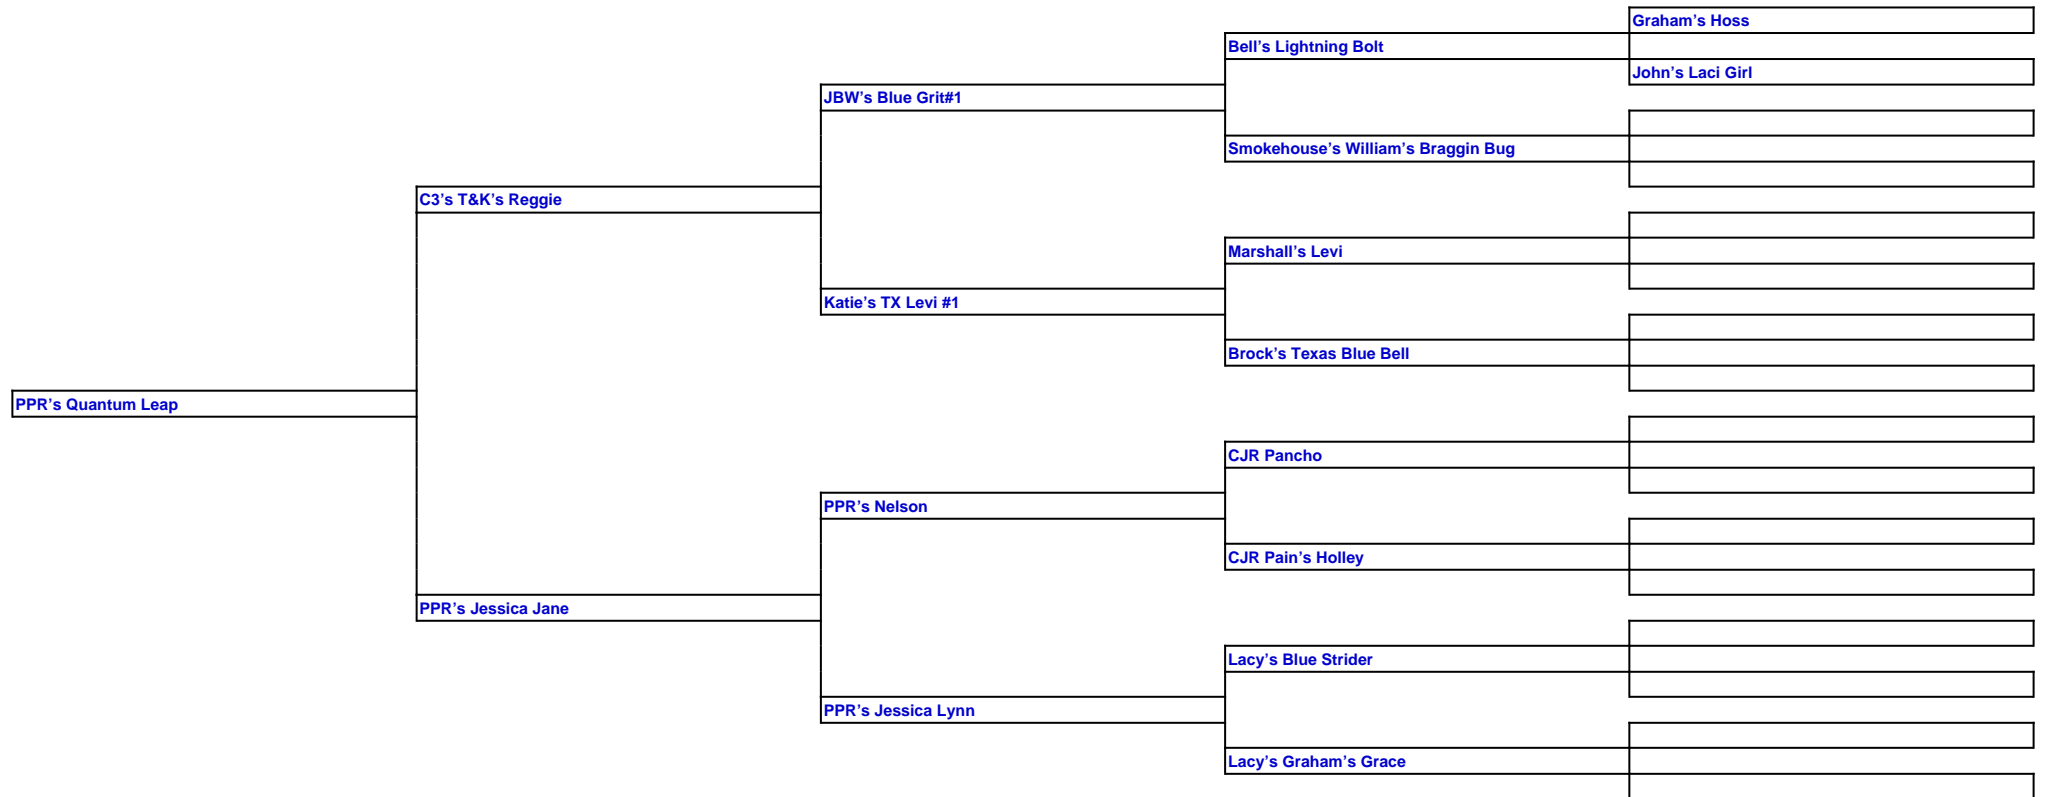 Graham’s Hoss
Bell’s Lightning Bolt
John’s Laci Girl
JBW’s Blue Grit#1
Smokehouse’s William’s Braggin Bug
C3’s T&K’s Reggie
Marshall’s Levi
Katie’s TX Levi #1
Brock’s Texas Blue Bell
PPR’s Quantum Leap
CJR Pancho
PPR’s Nelson
CJR Pain’s Holley
PPR’s Jessica Jane
Lacy’s Blue Strider
PPR’s Jessica Lynn
Lacy’s Graham’s Grace